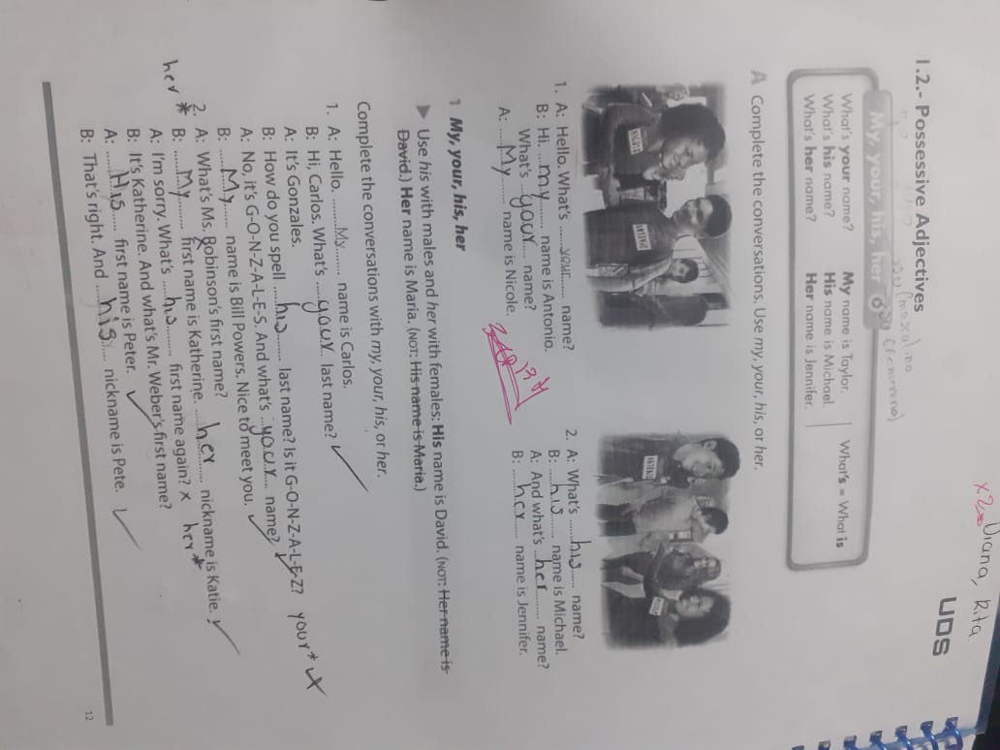 x2 Diana, Rita
UDS
1.2.- Possessive Adjectives
My, your, his, her
What's your name? My name is Taylor. What's = What is
What's his name? His name is Michael.
What's her name? Her name is Jennifer.
A Complete the conversations. Use my, your, his, or her.
NICOLE
ANTONIO
1. A: Hello. What's your name?
B: Hi. my name is Antonio.
What's your name?
A: My name is Nicole.
ANTONIO
2. A: What's his name?
B: his name is Michael.
A: And what's her name?
B: her name is Jennifer.
1 My, your, his, her
▶ Use his with males and her with females: His name is David. (NOT: Her name is
David.) Her name is Maria. (NOT: His name is Maria.)
Complete the conversations with my, your, his, or her.
1. A: Hello. My name is Carlos.
B: Hi, Carlos. What's your last name?
A: It's Gonzales.
B: How do you spell his last name? Is it G-O-N-Z-A-L-E-Z? your*
A: No, it's G-O-N-Z-A-L-E-S. And what's your name?
B: My name is Bill Powers. Nice to meet you.
2. A: What's Ms. Robinson's first name?
her * B: My first name is Katherine. her nickname is Katie.
A: I'm sorry. What's his first name again? x her *
B: It's Katherine. And what's Mr. Weber's first name?
A: His first name is Peter.
B: That's right. And his nickname is Pete.
12